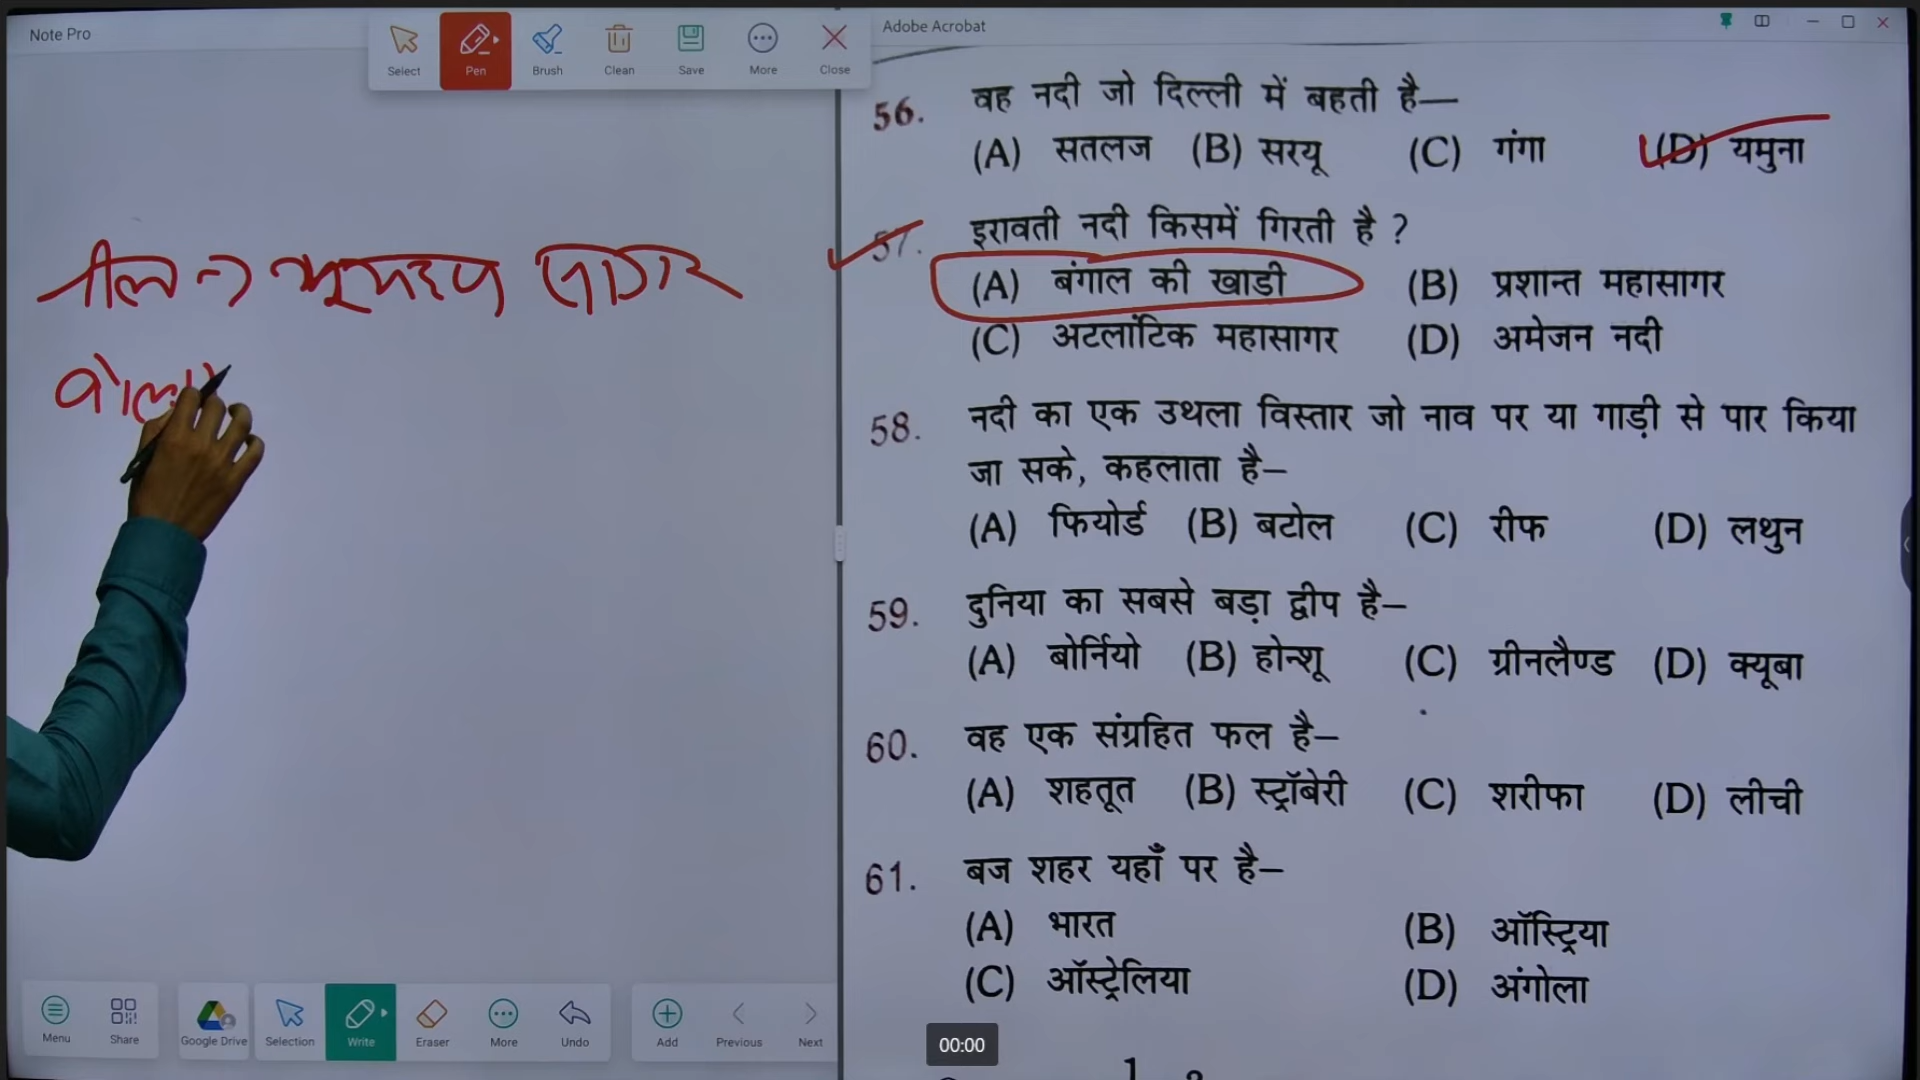 Note Pro
Select
Pen
Brush
Clean
Save
More
Close
Adobe Acrobat
नील → भूमध्य सागर
वोल्गा
56. वह नदी जो दिल्ली में बहती है—
(A) सतलज (B) सरयू (C) गंगा (D) यमुना
57. इरावती नदी किसमें गिरती है ?
(A) बंगाल की खाडी (B) प्रशान्त महासागर
(C) अटलांटिक महासागर (D) अमेजन नदी
58. नदी का एक उथला विस्तार जो नाव पर या गाड़ी से पार किया
जा सके, कहलाता है–
(A) फियोर्ड (B) बटोल (C) रीफ (D) लथुन
59. दुनिया का सबसे बड़ा द्वीप है–
(A) बोर्नियो (B) होन्शू (C) ग्रीनलैण्ड (D) क्यूबा
60. वह एक संग्रहित फल है–
(A) शहतूत (B) स्ट्रॉबेरी (C) शरीफा (D) लीची
61. बज शहर यहाँ पर है–
(A) भारत (B) ऑस्ट्रिया
(C) ऑस्ट्रेलिया (D) अंगोला
Menu
Share
Google Drive
Selection
Write
Eraser
More
Undo
Add
Previous
Next
00:00